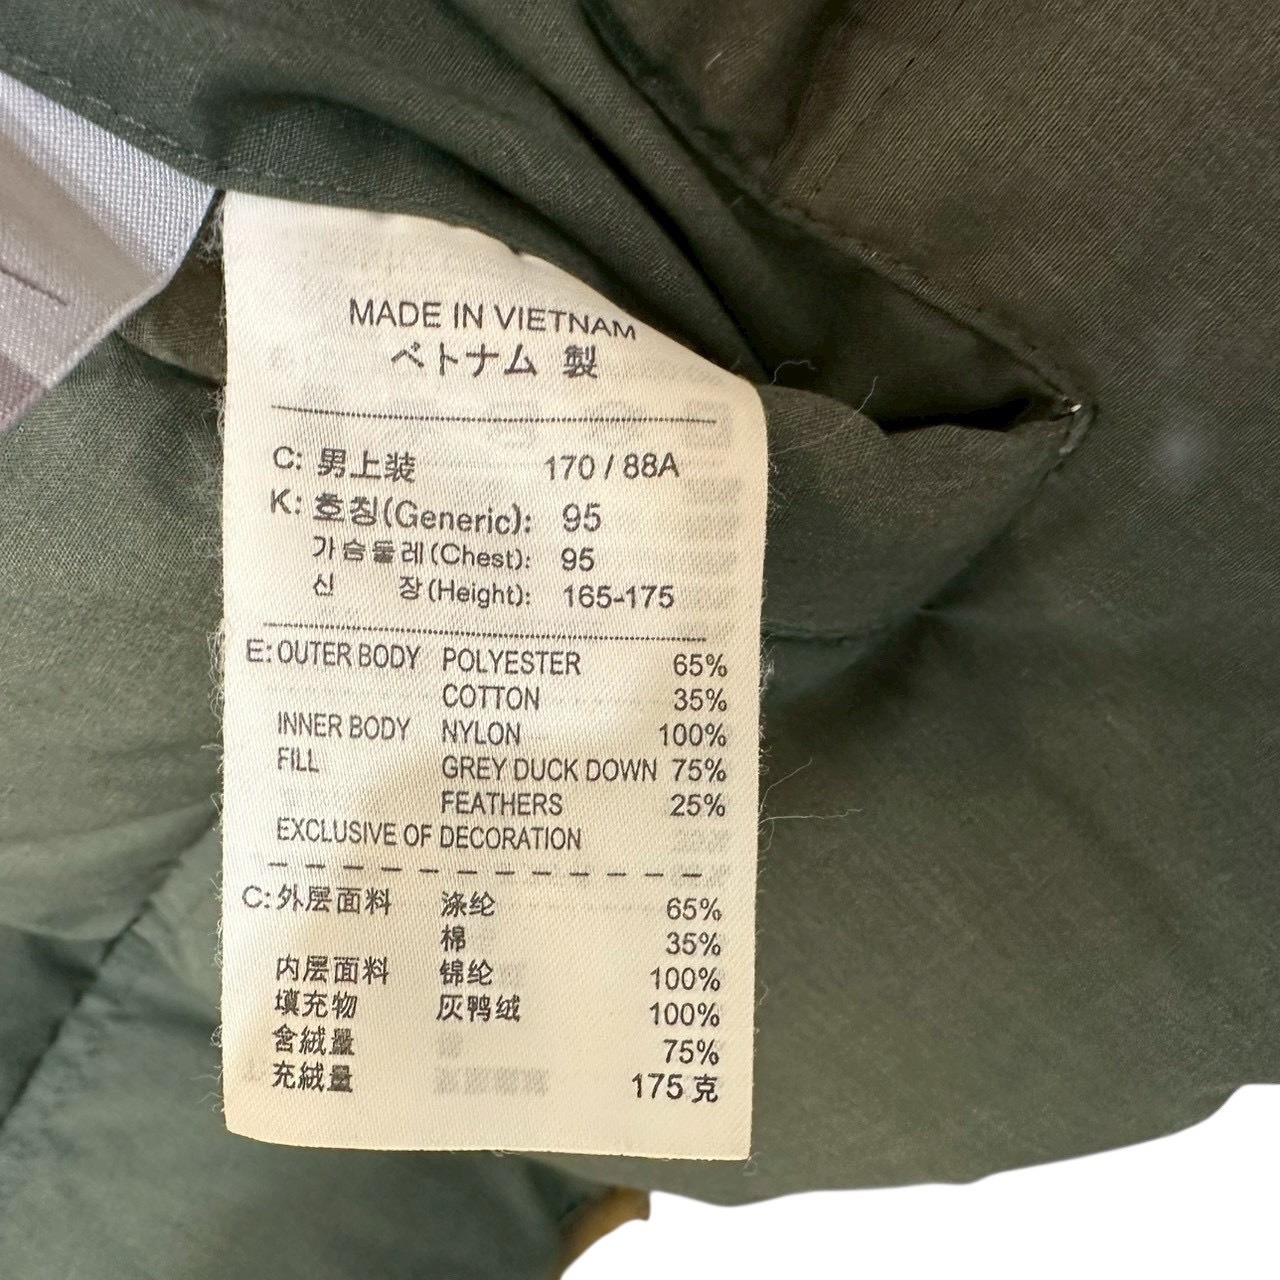 MADE IN VIETNAM
ベトナム 製
C: 男上装 170 / 88A
K: 호칭(Generic): 95
가슴둘레(Chest): 95
신 장(Height): 165-175
E: OUTER BODY POLYESTER 65%
COTTON 35%
INNER BODY NYLON 100%
FILL GREY DUCK DOWN 75%
FEATHERS 25%
EXCLUSIVE OF DECORATION
C: 外层面料 涤纶 65%
棉 35%
内层面料 锦纶 100%
填充物 灰鸭绒 100%
含絨量 75%
充絨量 175 克